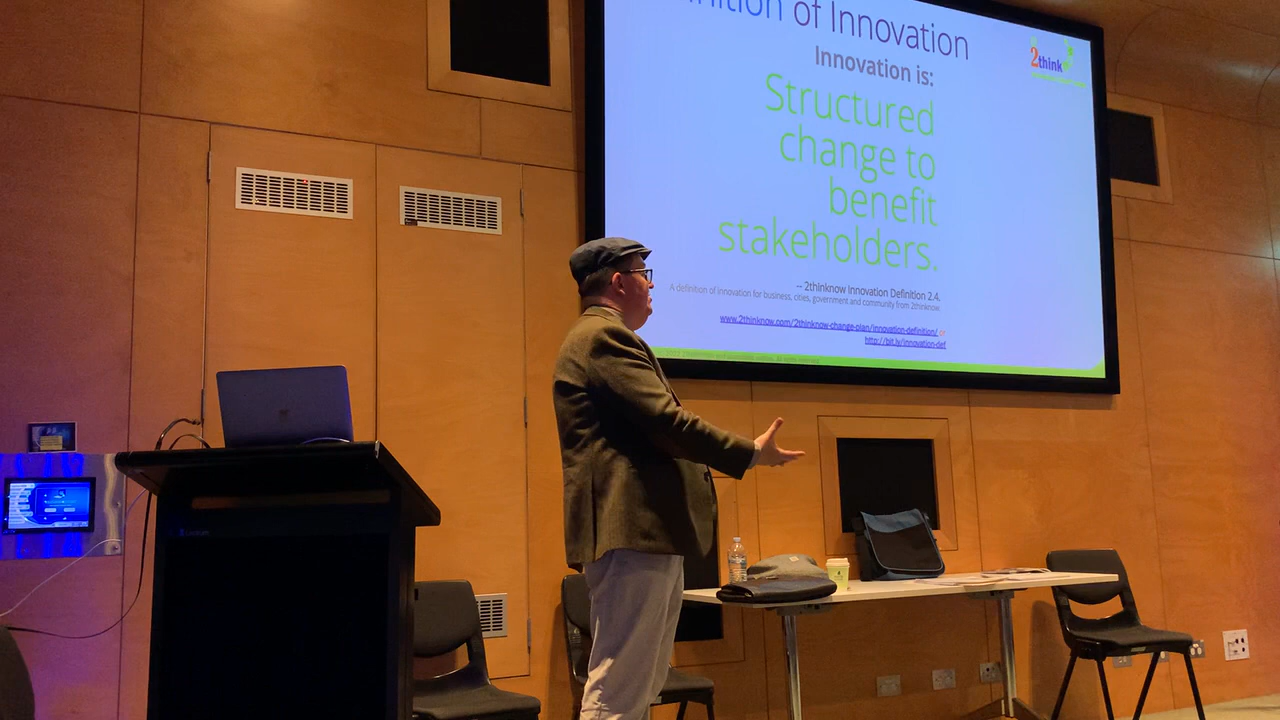 of Innovation
2think
Innovation is:
Structured
change to
benefit
stakeholders.
-- 2thinknow Innovation Definition 2.4.
A definition of innovation for business, cities, government and community from 2thinknow.
www.2thinknow.com/2thinknow-change-plan/innovation-definition/ or
http://bit.ly/innovation-def